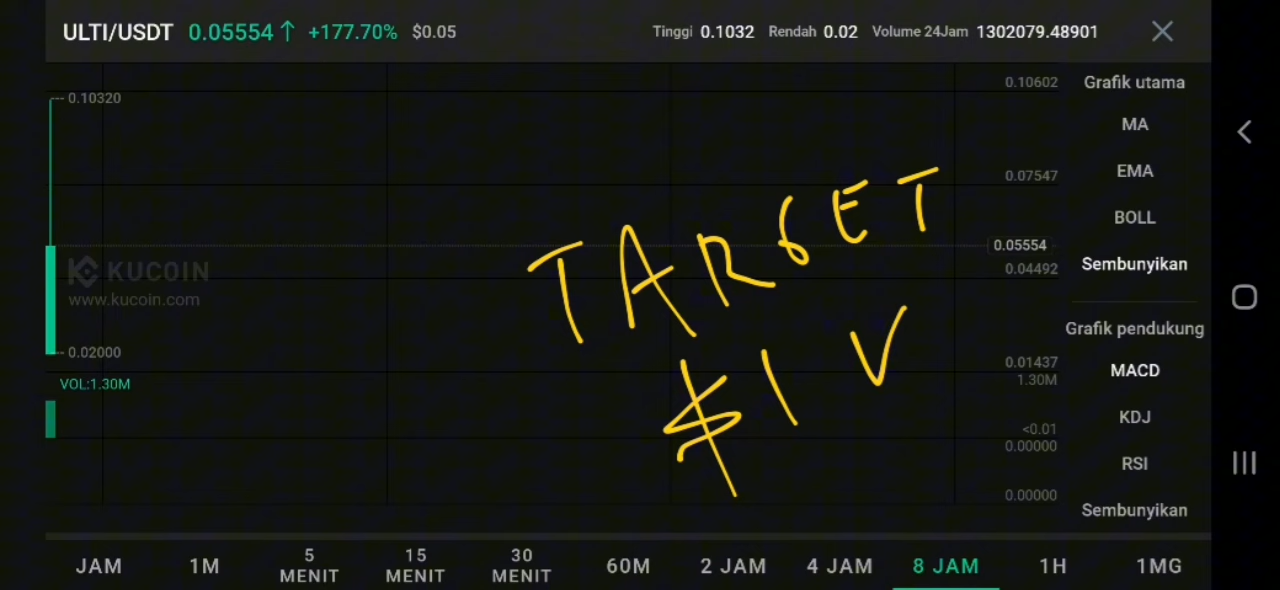 ULTI/USDT 0.05554 ↑ +177.70% $0.05 Tinggi 0.1032 Rendah 0.02 Volume 24Jam 1302079.48901
0.10602 Grafik utama
0.10320
MA
EMA
0.07547
BOLL
0.05554
0.04492 Sembunyikan
KUCOIN
www.kucoin.com
TARGET
$1 V
Grafik pendukung
0.02000
0.01437
1.30M
MACD
VOL:1.30M
KDJ
<0.01
0.00000
RSI
0.00000
Sembunyikan
JAM 1M 5 MENIT 15 MENIT 30 MENIT 60M 2 JAM 4 JAM 8 JAM 1H 1MG